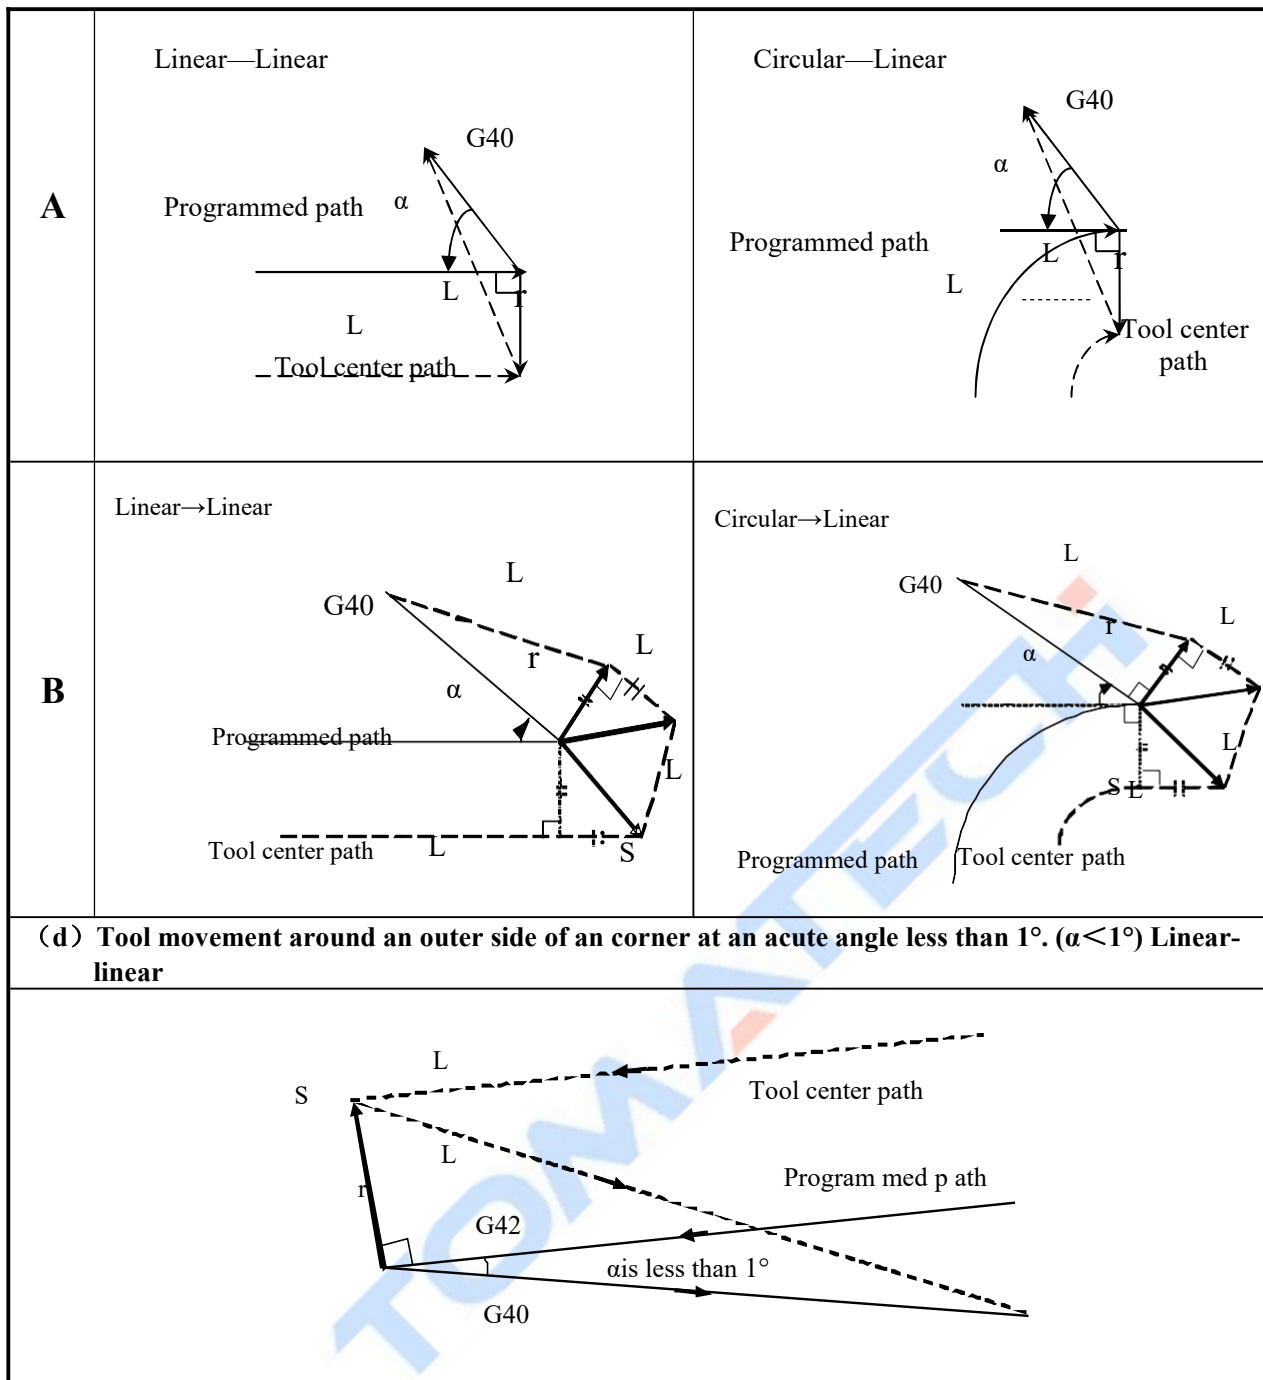 A
Linear—Linear
G40
Programmed path
α
L
r
L
Tool center path
Circular—Linear
G40
α
Programmed path
L
r
L
Tool center
path
B
Linear→Linear
L
G40
r
L
α
Programmed path
L
Tool center path
L
S
Circular→Linear
L
G40
r
L
α
L
S
L
Programmed path
Tool center path
（d）Tool movement around an outer side of an corner at an acute angle less than 1°. (α＜1°) Linear-
linear
L
Tool center path
S
L
r
Program med p ath
G42
αis less than 1°
G40
TOMATECH